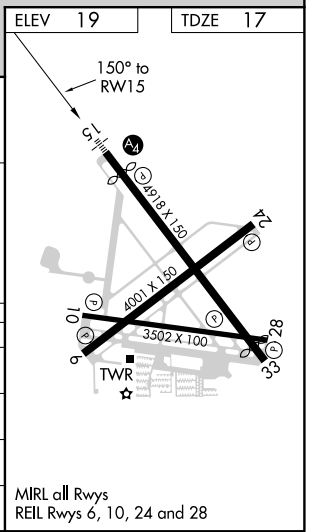 ELEV 19
TDZE 17
150° to
RW15
15
A4
P
4918 X 150
24
P
4001 X 150
P
10
P
3502 X 100
28
P
P
6
33
TWR
MIRL all Rwys
REIL Rwys 6, 10, 24 and 28